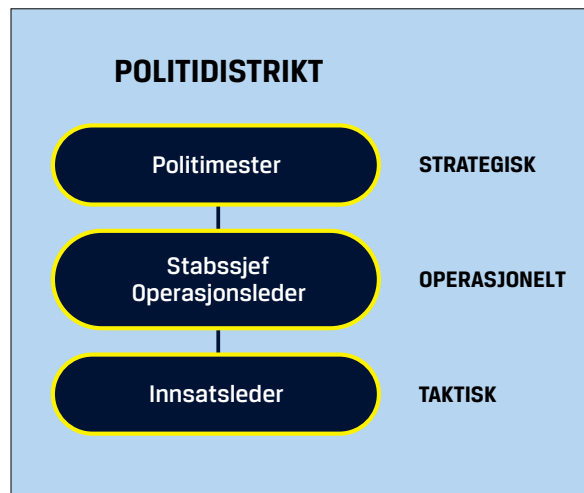 POLITIDISTRIKT
Politimester
STRATEGISK
Stabssjef
Operasjonsleder
OPERASJONELT
Innsatsleder
TAKTISK